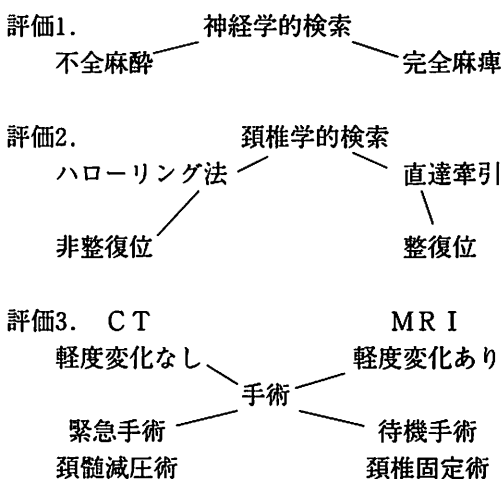 評価1. 神経学的検索
不全麻酔 完全麻痺
評価2. 頚椎学的検索
ハローリング法 直達牽引
非整復位 整復位
評価3. CT MRI
軽度変化なし 軽度変化あり
手術
緊急手術 待機手術
頚髄減圧術 頚椎固定術